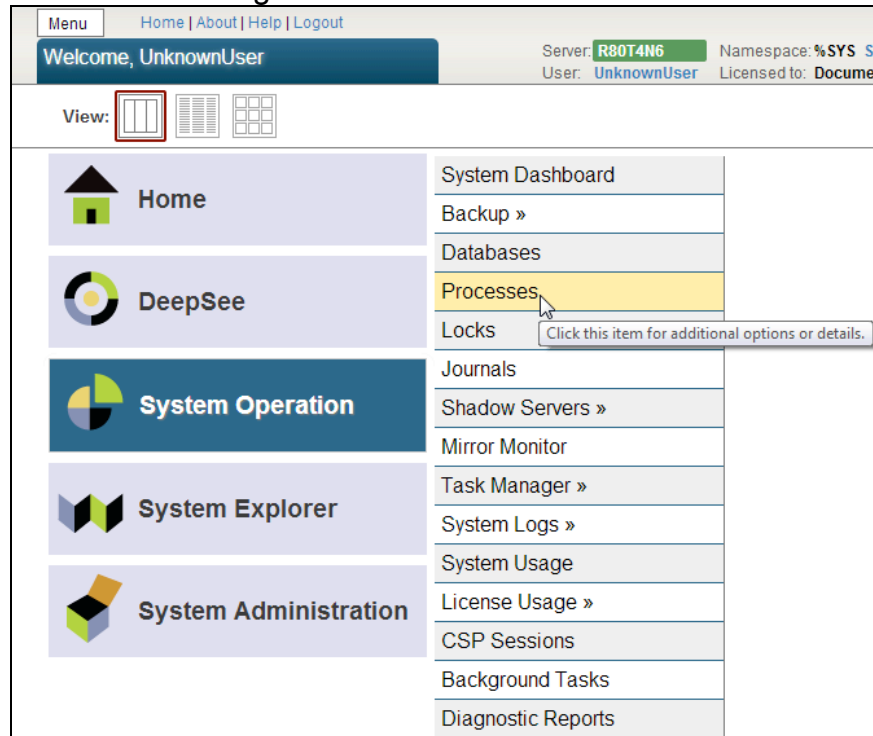 Menu Home | About | Help | Logout
Welcome, UnknownUser
Server: R80T4N6 Namespace: %SYS S
User: UnknownUser Licensed to: Docume
View:
Home
DeepSee
System Operation
System Explorer
System Administration
System Dashboard
Backup »
Databases
Processes
Locks
Click this item for additional options or details.
Journals
Shadow Servers »
Mirror Monitor
Task Manager »
System Logs »
System Usage
License Usage »
CSP Sessions
Background Tasks
Diagnostic Reports